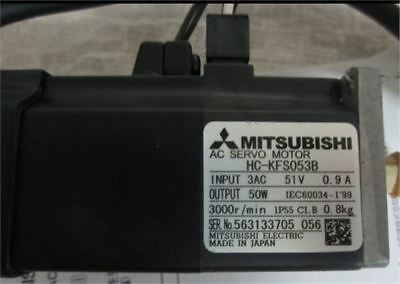 MITSUBISHI
AC SERVO MOTOR
HC-KFS053B
INPUT 3AC 51V 0.9A
OUTPUT 50W IEC60034-1'99
3000r/min IP55 CI.B 0.8kg
SER.No.563133705 056
MITSUBISHI ELECTRIC
MADE IN JAPAN